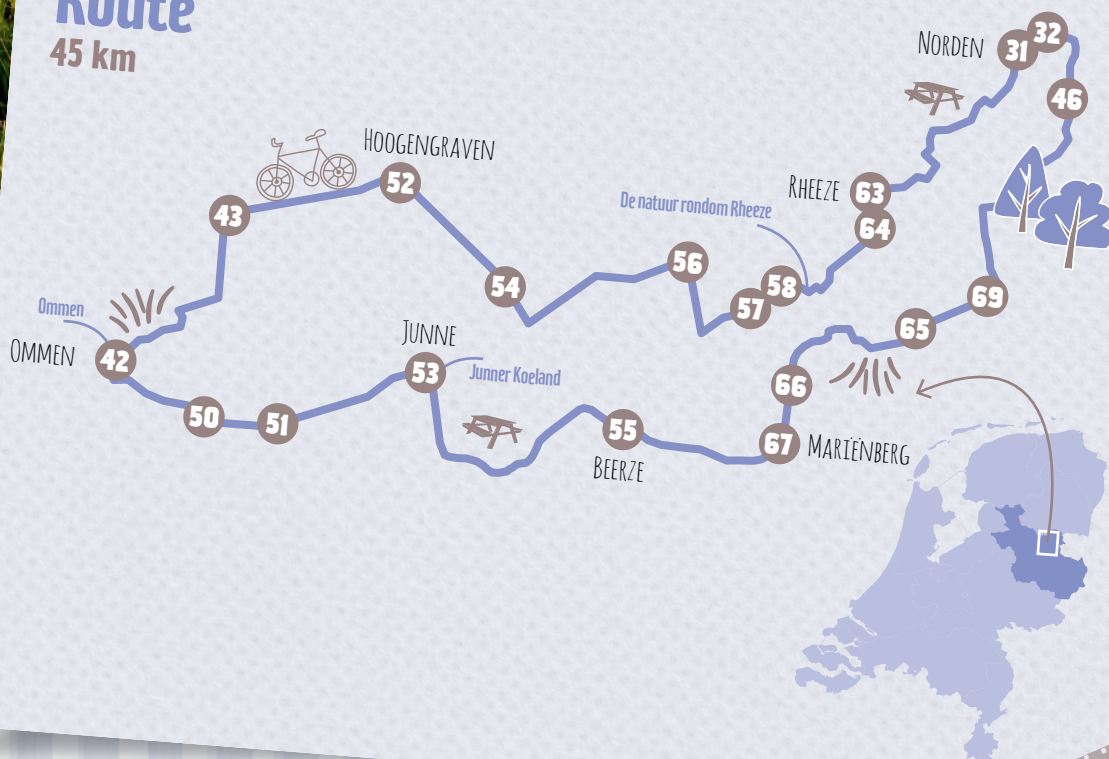 Route
45 km
NORDEN
31
32
46
HOOGENGRAVEN
52
43
RHEEZE
63
64
De natuur rondom Rheeze
56
58
57
54
69
65
Ommen
OMMEN
42
JUNNE
53
Junner Koeland
66
50
51
55
BEERZE
67
MARIËNBERG